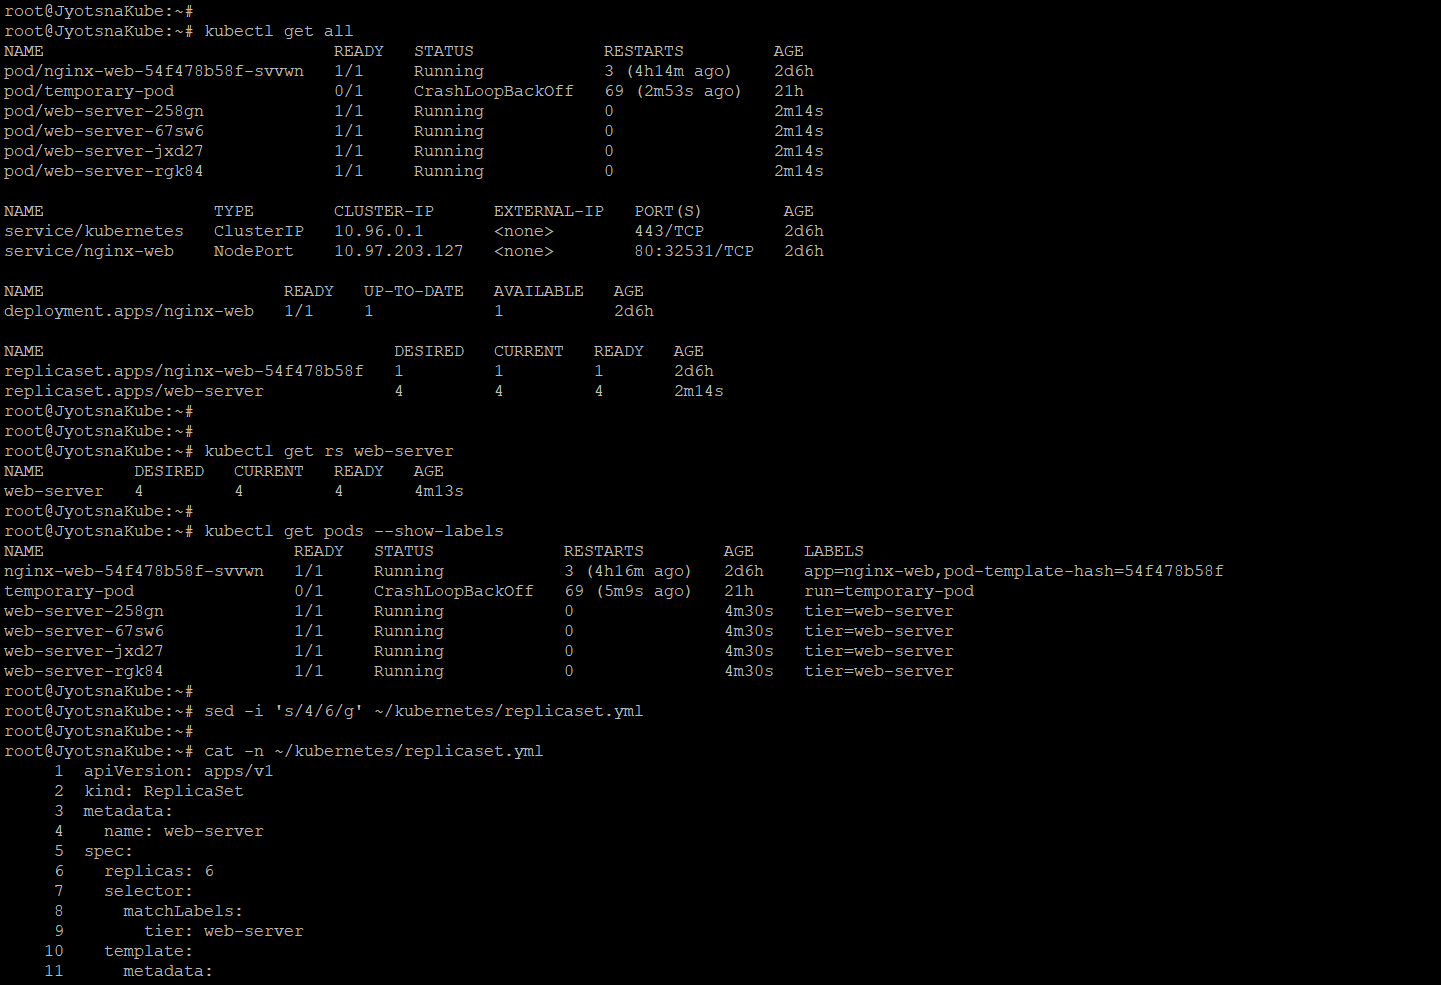 root@JyotsnaKube:~#
root@JyotsnaKube:~# kubectl get all
NAME                             READY   STATUS             RESTARTS         AGE
pod/nginx-web-54f478b58f-svvwn   1/1     Running            3 (4h14m ago)    2d6h
pod/temporary-pod                0/1     CrashLoopBackOff   69 (2m53s ago)   21h
pod/web-server-258gn             1/1     Running            0                2m14s
pod/web-server-67sw6             1/1     Running            0                2m14s
pod/web-server-jxd27             1/1     Running            0                2m14s
pod/web-server-rgk84             1/1     Running            0                2m14s

NAME                 TYPE        CLUSTER-IP      EXTERNAL-IP   PORT(S)        AGE
service/kubernetes   ClusterIP   10.96.0.1       <none>        443/TCP        2d6h
service/nginx-web    NodePort    10.97.203.127   <none>        80:32531/TCP   2d6h

NAME                        READY   UP-TO-DATE   AVAILABLE   AGE
deployment.apps/nginx-web   1/1     1            1           2d6h

NAME                                   DESIRED   CURRENT   READY   AGE
replicaset.apps/nginx-web-54f478b58f   1         1         1       2d6h
replicaset.apps/web-server             4         4         4       2m14s
root@JyotsnaKube:~#
root@JyotsnaKube:~#
root@JyotsnaKube:~# kubectl get rs web-server
NAME         DESIRED   CURRENT   READY   AGE
web-server   4         4         4       4m13s
root@JyotsnaKube:~#
root@JyotsnaKube:~# kubectl get pods --show-labels
NAME                         READY   STATUS             RESTARTS        AGE     LABELS
nginx-web-54f478b58f-svvwn   1/1     Running            3 (4h16m ago)   2d6h    app=nginx-web,pod-template-hash=54f478b58f
temporary-pod                0/1     CrashLoopBackOff   69 (5m9s ago)   21h     run=temporary-pod
web-server-258gn             1/1     Running            0               4m30s   tier=web-server
web-server-67sw6             1/1     Running            0               4m30s   tier=web-server
web-server-jxd27             1/1     Running            0               4m30s   tier=web-server
web-server-rgk84             1/1     Running            0               4m30s   tier=web-server
root@JyotsnaKube:~#
root@JyotsnaKube:~# sed -i 's/4/6/g' ~/kubernetes/replicaset.yml
root@JyotsnaKube:~#
root@JyotsnaKube:~# cat -n ~/kubernetes/replicaset.yml
     1  apiVersion: apps/v1
     2  kind: ReplicaSet
     3  metadata:
     4    name: web-server
     5  spec:
     6    replicas: 6
     7    selector:
     8      matchLabels:
     9        tier: web-server
    10    template:
    11      metadata: